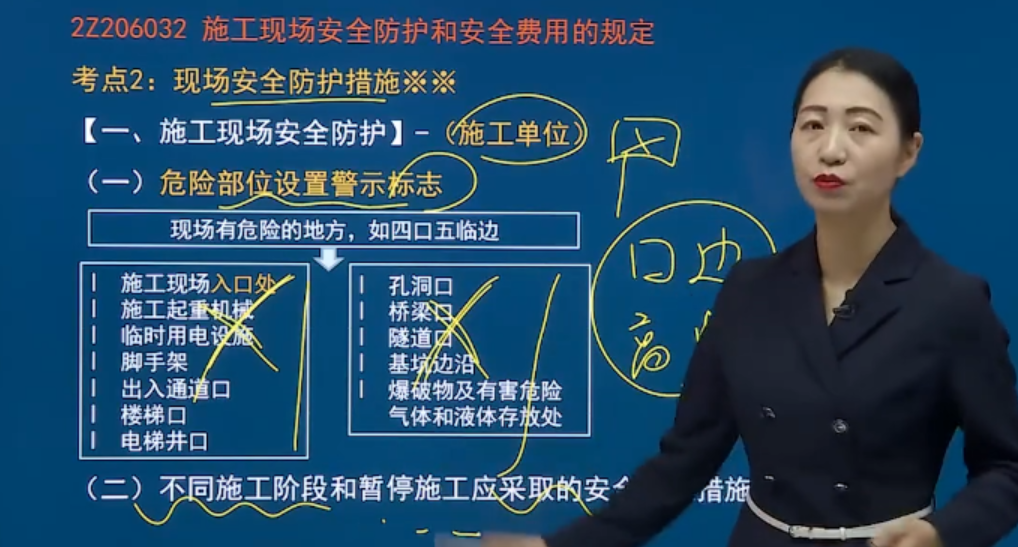 2Z206032 施工现场安全防护和安全费用的规定
考点2：现场安全防护措施※※
【一、施工现场安全防护】-（施工单位）
（一）危险部位设置警示标志
现场有危险的地方，如四口五临边
施工现场入口处
施工起重机械
临时用电设施
脚手架
出入通道口
楼梯口
电梯井口
孔洞口
桥梁口
隧道口
基坑边沿
爆破物及有害危险
气体和液体存放处
口边
（二）不同施工阶段和暂停施工应采取的安 措施